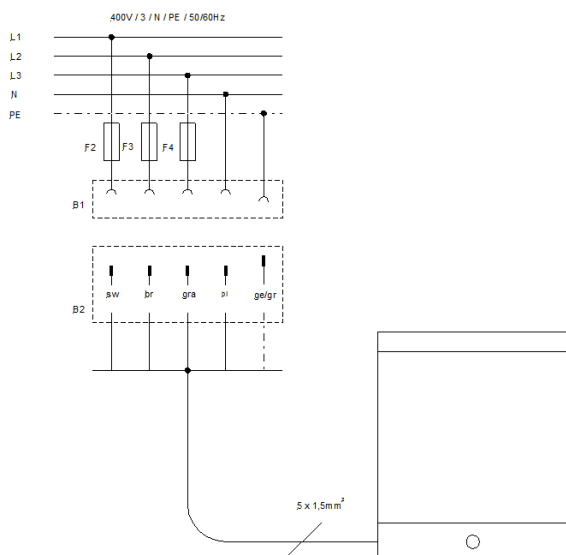 400V / 3 / N / PE / 50/60Hz
L1
L2
L3
N
PE
F2
F3
F4
B1
B2
sw
br
gra
pl
ge/gr
5 x 1,5mm²